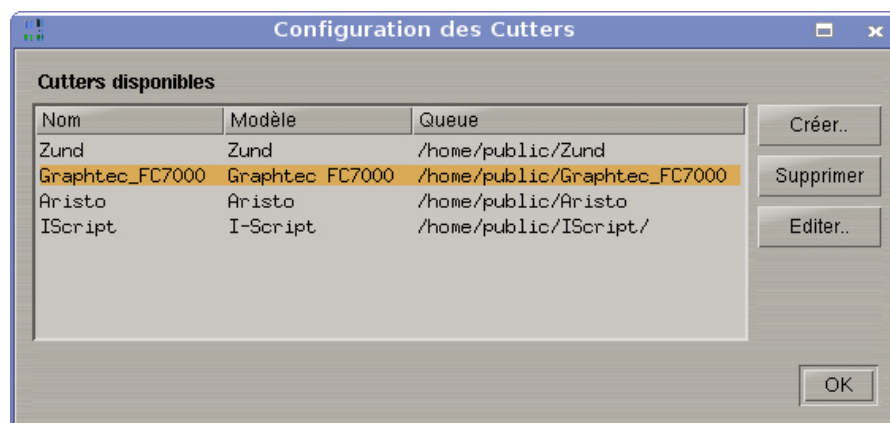 Configuration des Cutters
Cutters disponibles
Nom Modèle Queue
Zund Zund /home/public/Zund
Graphtec_FC7000 Graphtec FC7000 /home/public/Graphtec_FC7000
Aristo Aristo /home/public/Aristo
IScript I-Script /home/public/IScript/
Créer..
Supprimer
Editer..
OK